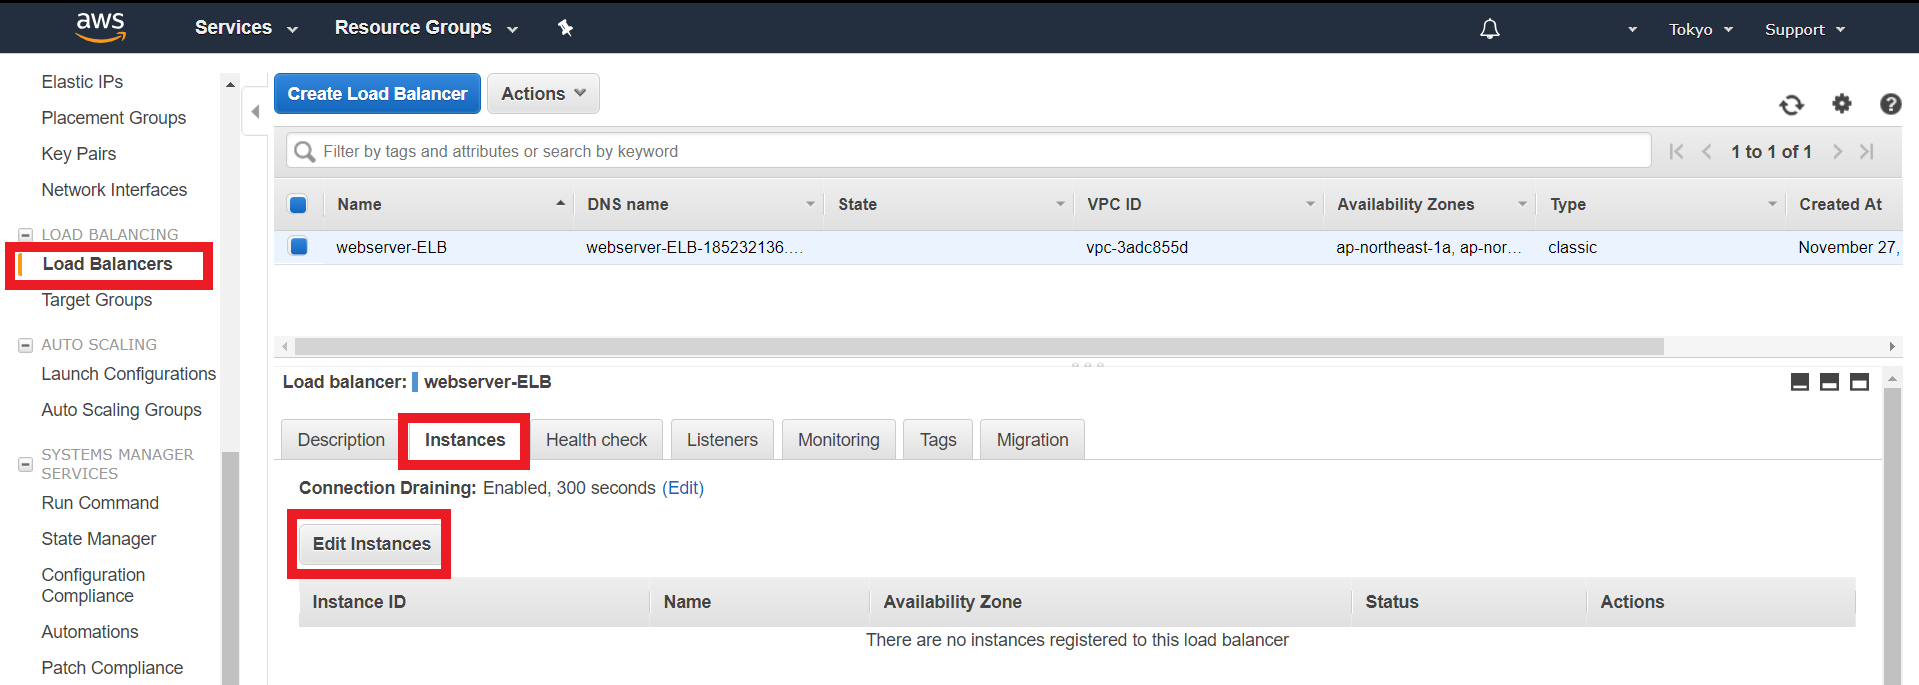 aws Services Resource Groups Tokyo Support
Elastic IPs
Placement Groups
Key Pairs
Network Interfaces
LOAD BALANCING
Load Balancers
Target Groups
AUTO SCALING
Launch Configurations
Auto Scaling Groups
SYSTEMS MANAGER
SERVICES
Run Command
State Manager
Configuration
Compliance
Automations
Patch Compliance
Create Load Balancer Actions
Filter by tags and attributes or search by keyword 1 to 1 of 1
Name DNS name State VPC ID Availability Zones Type Created At
webserver-ELB webserver-ELB-185232136.... vpc-3adc855d ap-northeast-1a, ap-nor... classic November 27,
Load balancer: webserver-ELB
Description Instances Health check Listeners Monitoring Tags Migration
Connection Draining: Enabled, 300 seconds (Edit)
Edit Instances
Instance ID Name Availability Zone Status Actions
There are no instances registered to this load balancer